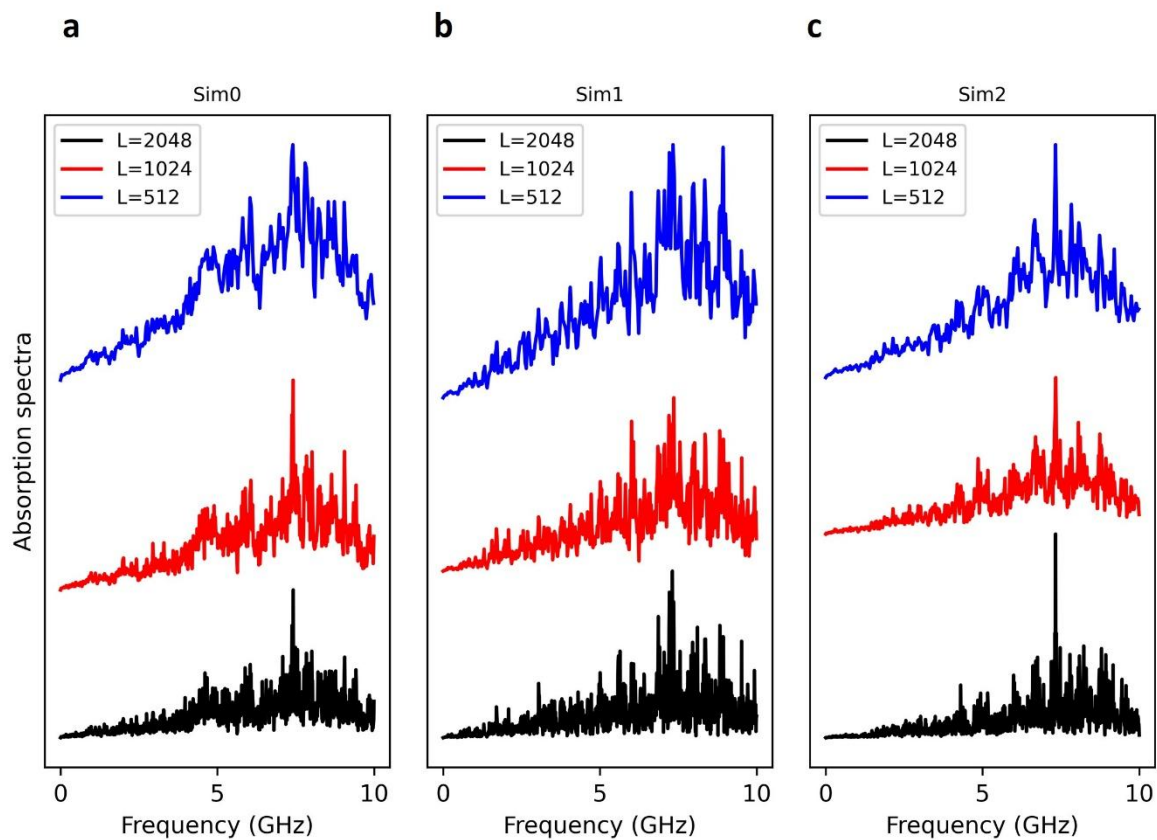 a
b
c
Sim0
Sim1
Sim2
L=2048
L=1024
L=512
L=2048
L=1024
L=512
L=2048
L=1024
L=512
Absorption spectra
0
5
10
0
5
10
0
5
10
Frequency (GHz)
Frequency (GHz)
Frequency (GHz)